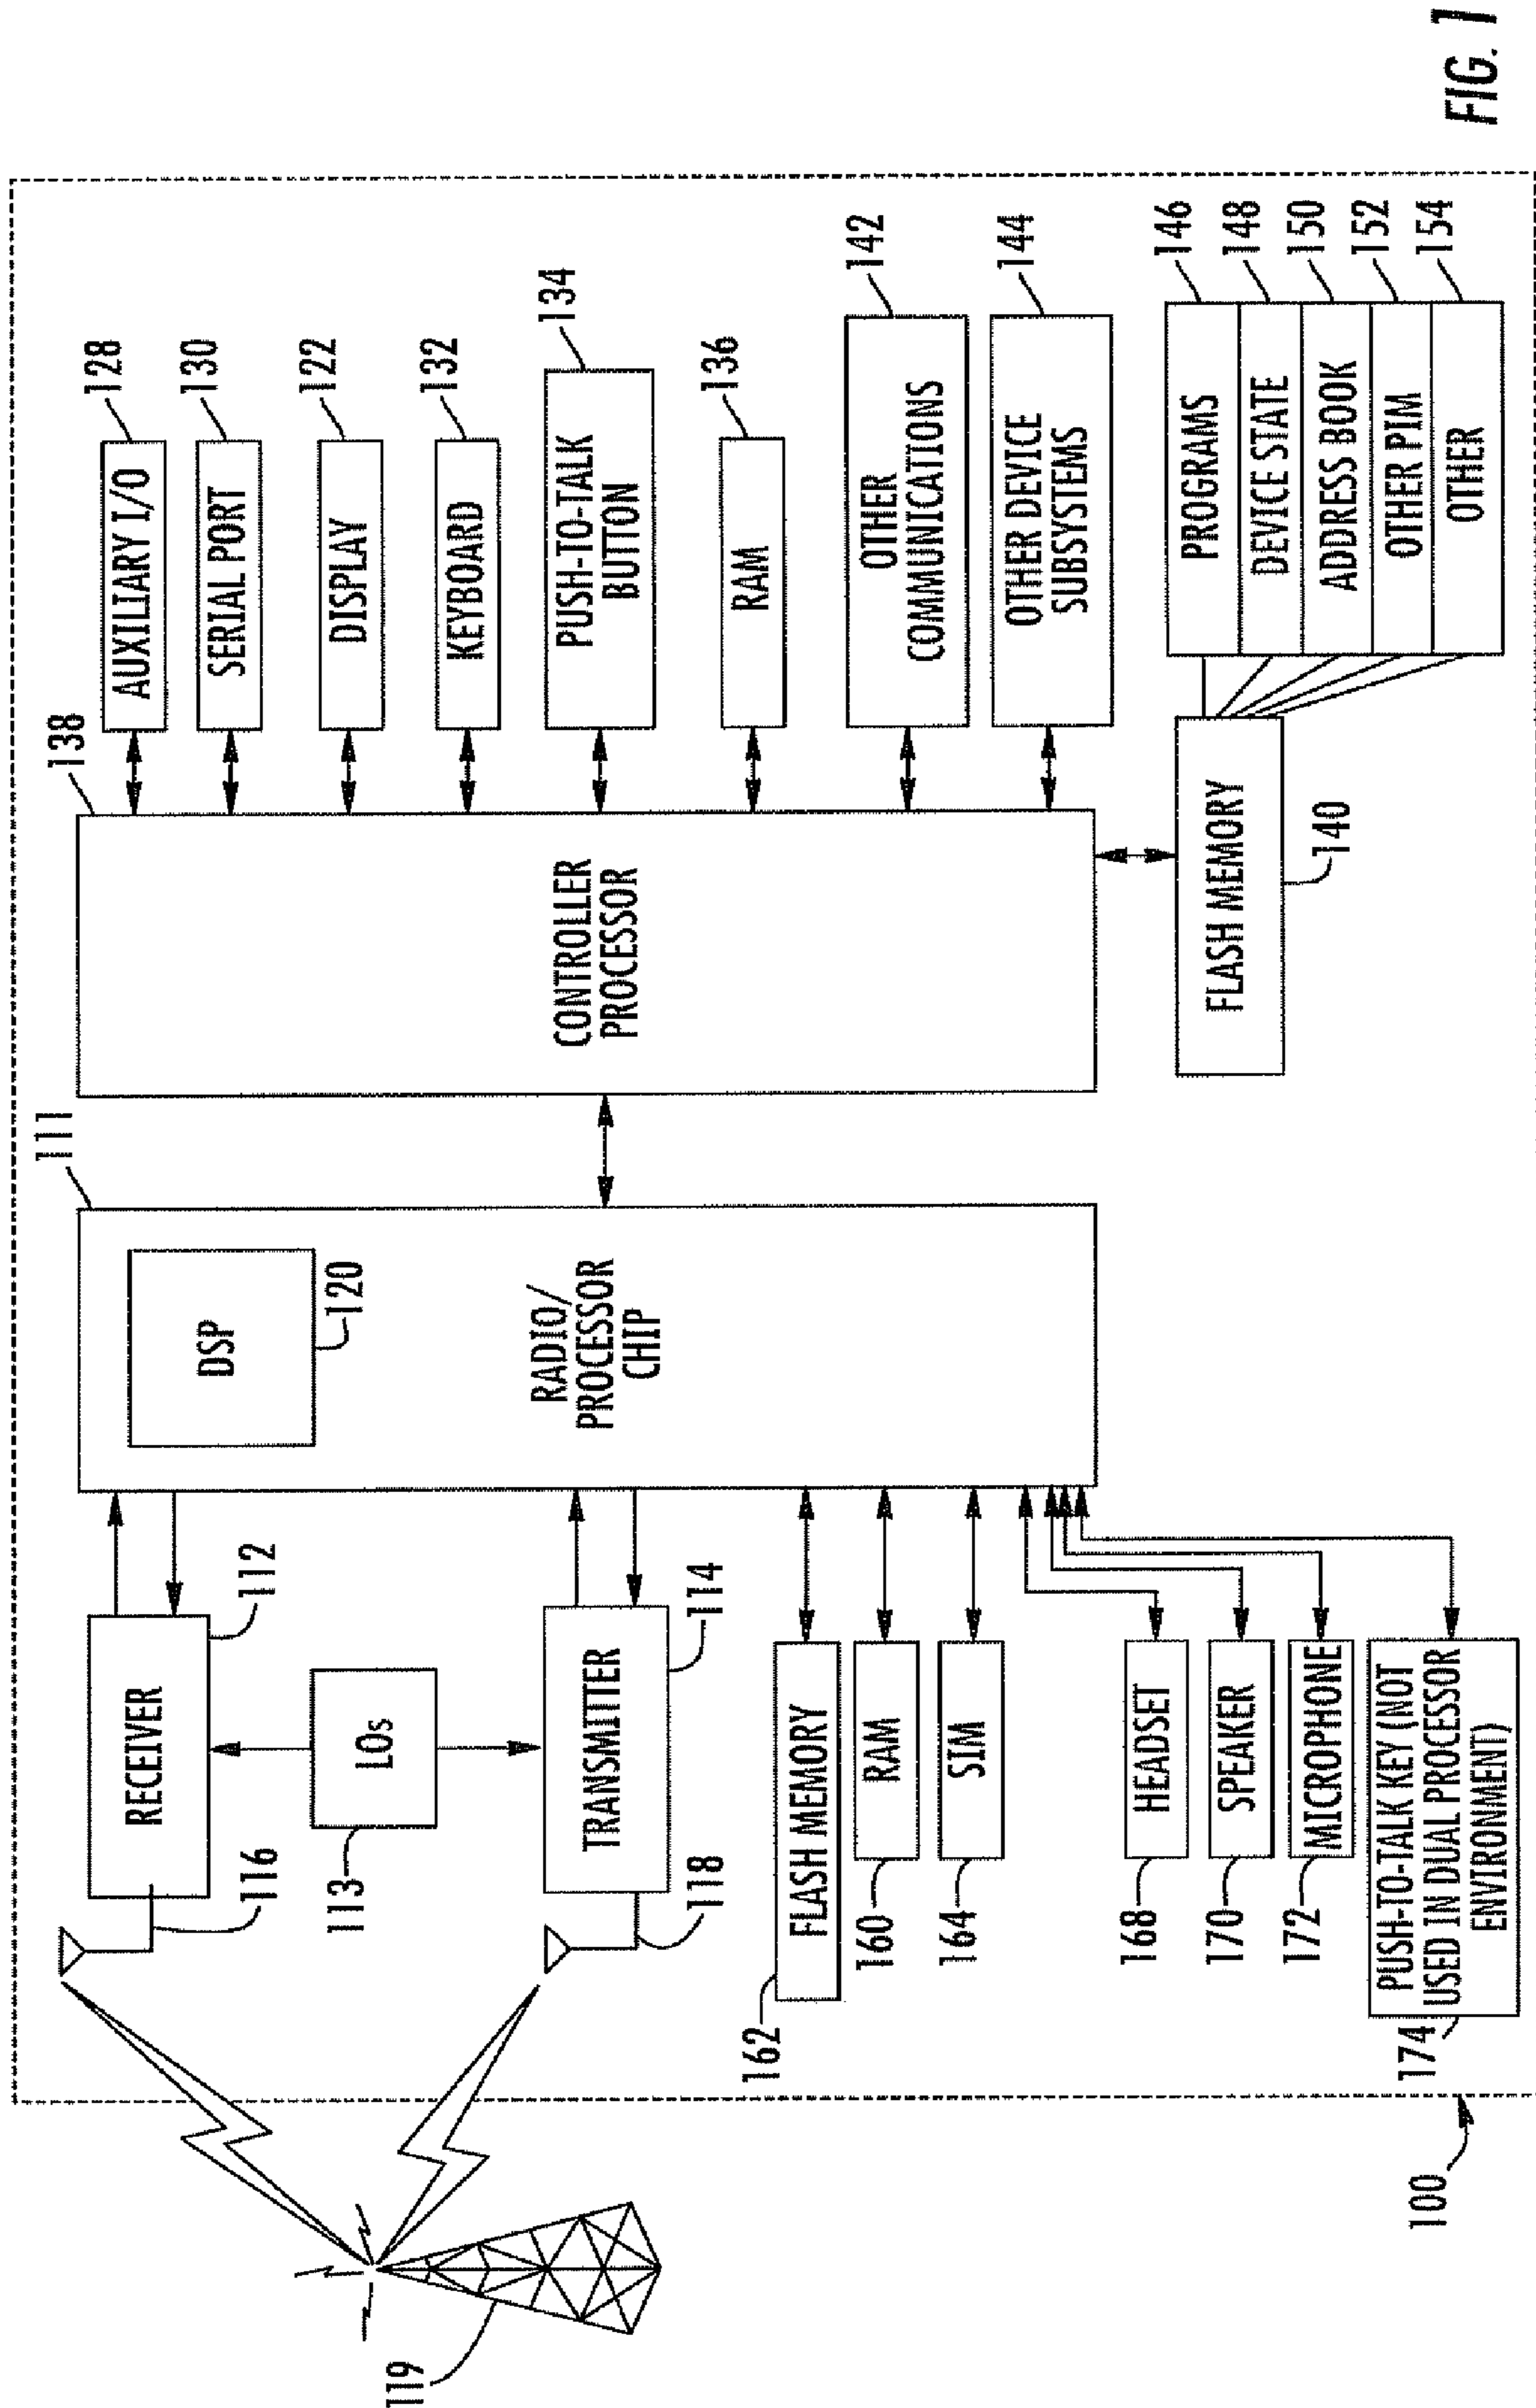 100
119
116
RECEIVER
112
LOs
113
TRANSMITTER
114
118
162
FLASH MEMORY
160
RAM
164
SIM
168
HEADSET
170
SPEAKER
172
MICROPHONE
174
PUSH-TO-TALK KEY (NOT
USED IN DUAL PROCESSOR
ENVIRONMENT)
111
DSP
120
RADIO/
PROCESSOR
CHIP
138
CONTROLLER
PROCESSOR
FLASH MEMORY
140
AUXILIARY I/O
128
SERIAL PORT
130
DISPLAY
122
KEYBOARD
132
PUSH-TO-TALK
BUTTON
134
RAM
136
OTHER
COMMUNICATIONS
142
OTHER DEVICE
SUBSYSTEMS
144
PROGRAMS
146
DEVICE STATE
148
ADDRESS BOOK
150
OTHER PIM
152
OTHER
154
FIG. 1